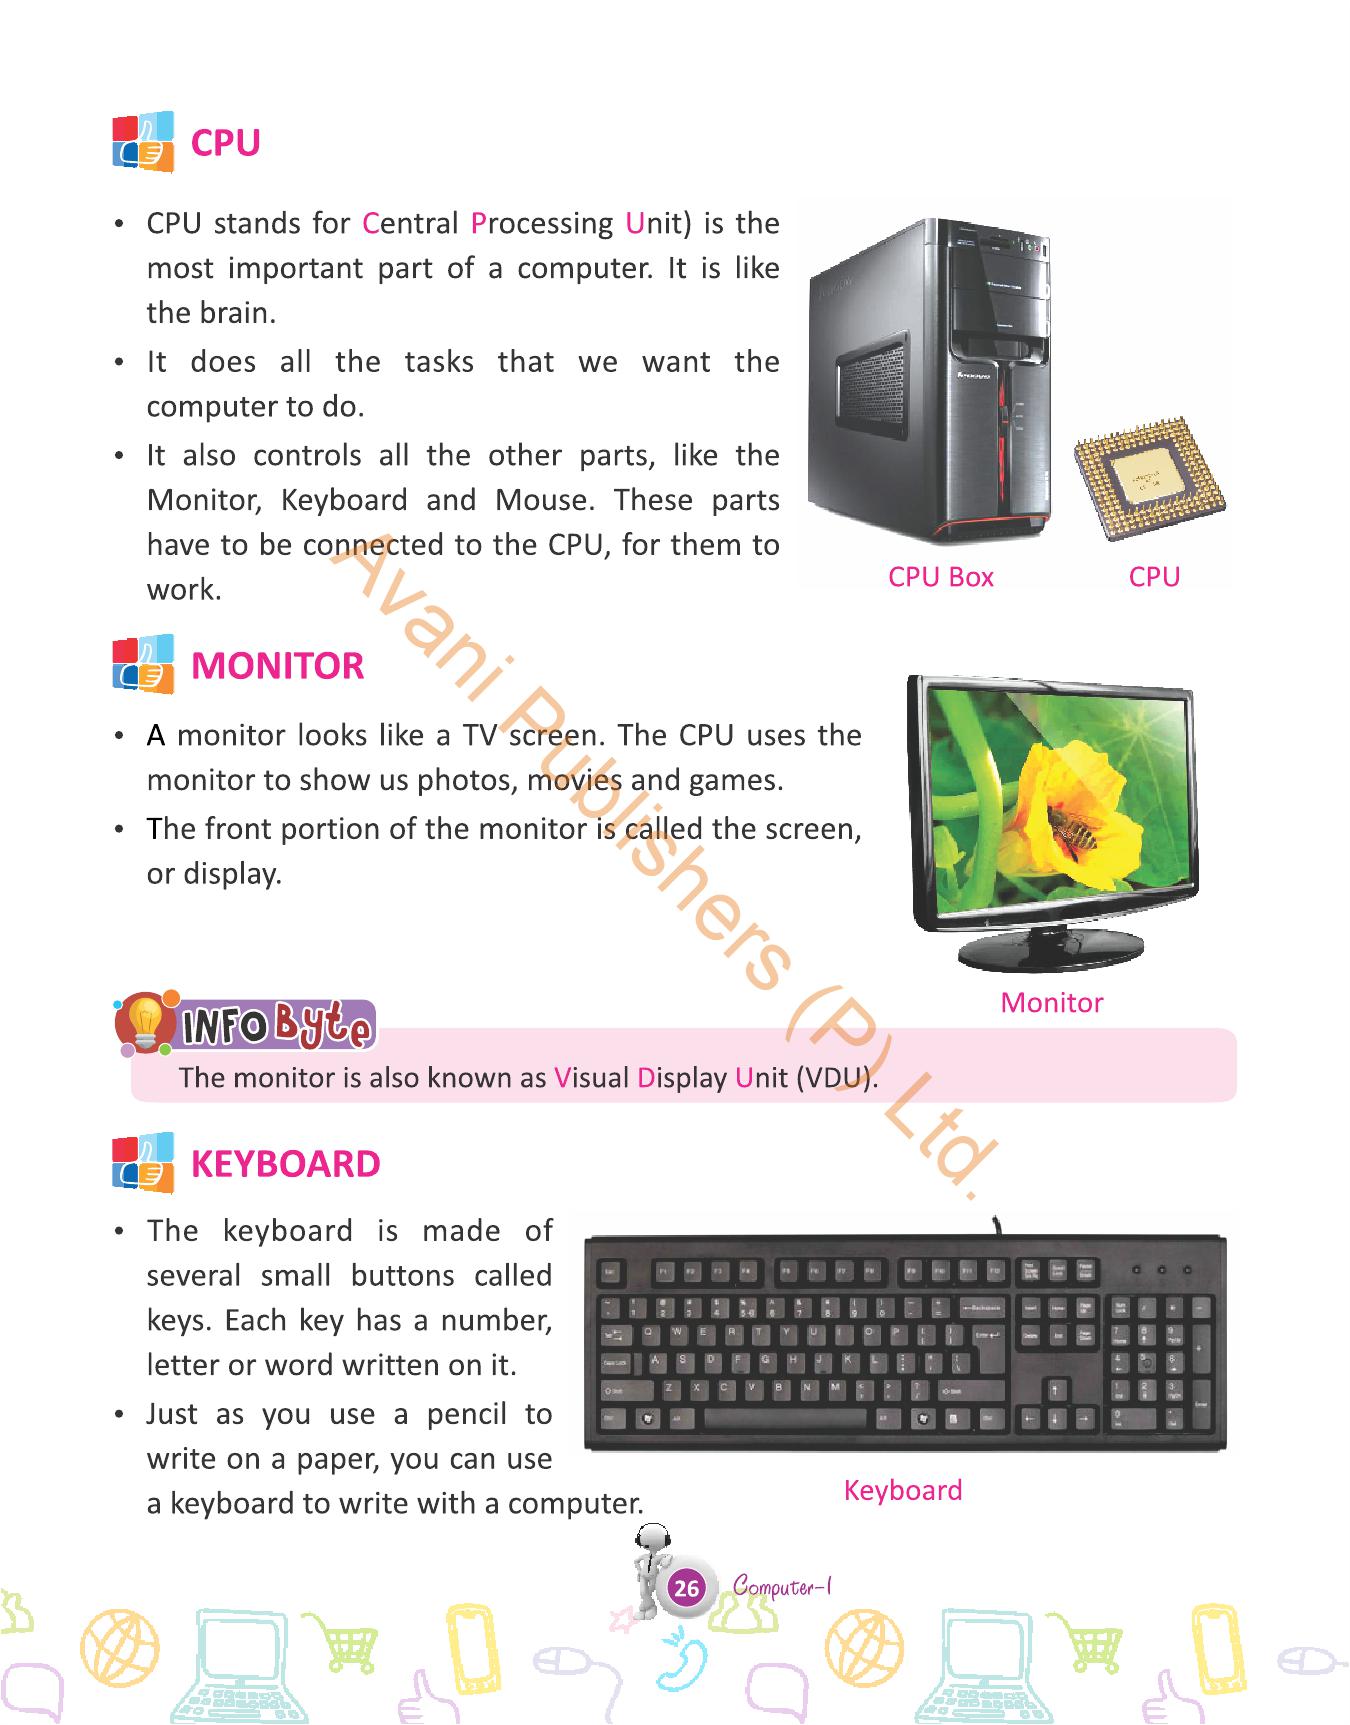 CPU
• CPU stands for Central Processing Unit) is the
most important part of a computer. It is like
the brain.
• It does all the tasks that we want the
computer to do.
• It also controls all the other parts, like the
Monitor, Keyboard and Mouse. These parts
have to be connected to the CPU, for them to
work.
CPU Box
CPU
MONITOR
• A monitor looks like a TV screen. The CPU uses the
monitor to show us photos, movies and games.
• The front portion of the monitor is called the screen,
or display.
Monitor
INFO Byte
The monitor is also known as Visual Display Unit (VDU).
KEYBOARD
• The keyboard is made of
several small buttons called
keys. Each key has a number,
letter or word written on it.
• Just as you use a pencil to
write on a paper, you can use
a keyboard to write with a computer.
Keyboard
26
Computer-1
Avani Publishers (P) Ltd.